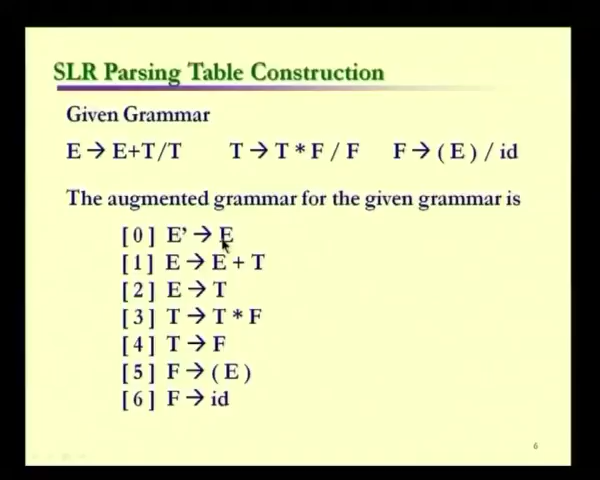 SLR Parsing Table Construction
Given Grammar
E → E+T/T T → T * F / F F → ( E ) / id
The augmented grammar for the given grammar is
[ 0 ] E’ → E
[ 1 ] E → E + T
[ 2 ] E → T
[ 3 ] T → T * F
[ 4 ] T → F
[ 5 ] F → ( E )
[ 6 ] F → id
6